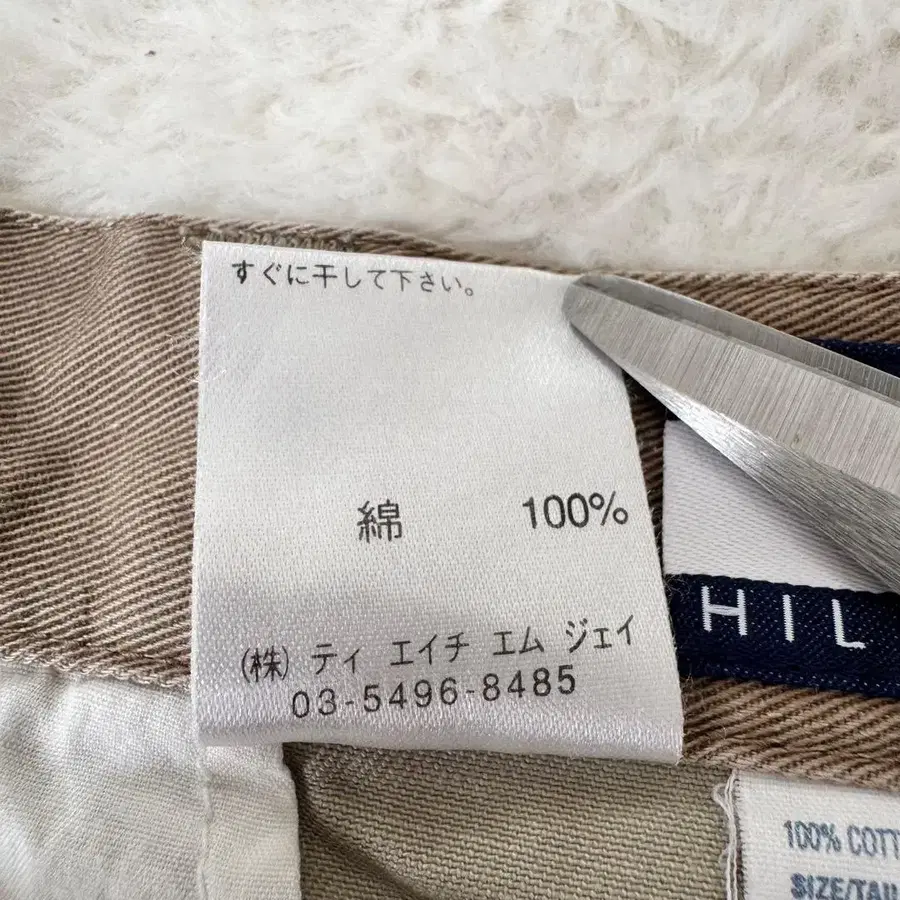 すぐに干して下さい。
綿 100%
(株) ティ エイチ エム ジェイ
03-5496-8485
HIL
100% COTT
SIZE/TAIL